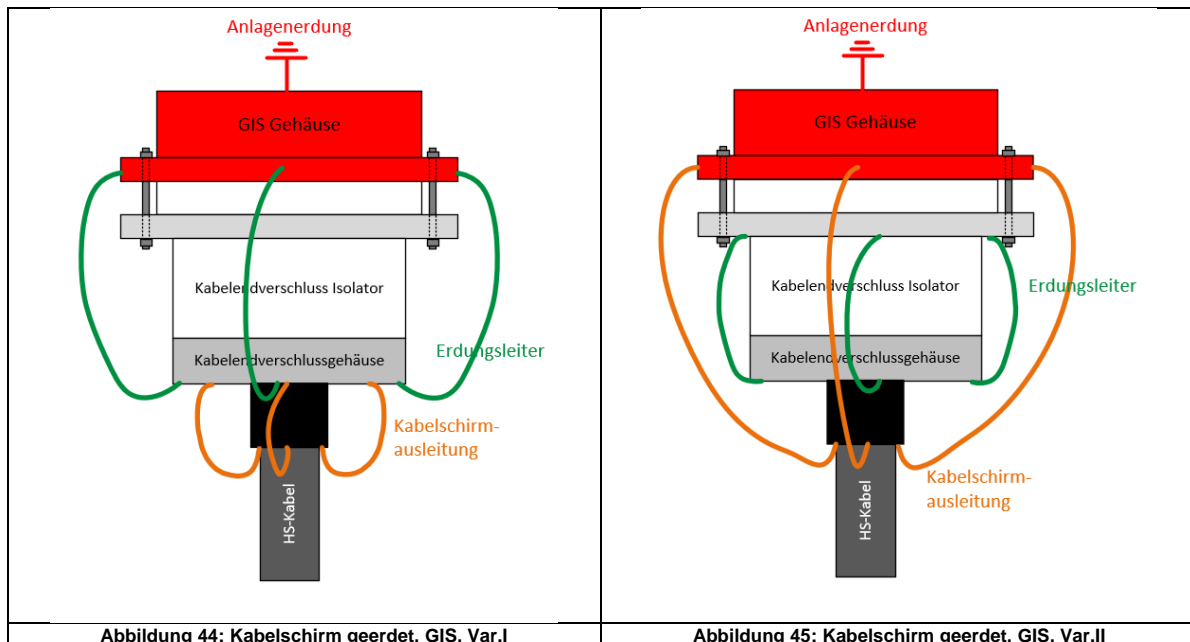 Anlagenerdung
GIS Gehäuse
Kabelendverschluss Isolator
Kabelendverschlussgehäuse
Erdungsleiter
Kabelschirm-
ausleitung
HS-Kabel
Abbildung 44: Kabelschirm geerdet, GIS, Var.I
Anlagenerdung
GIS Gehäuse
Kabelendverschluss Isolator
Erdungsleiter
Kabelendverschlussgehäuse
Kabelschirm-
ausleitung
HS-Kabel
Abbildung 45: Kabelschirm geerdet, GIS, Var.II